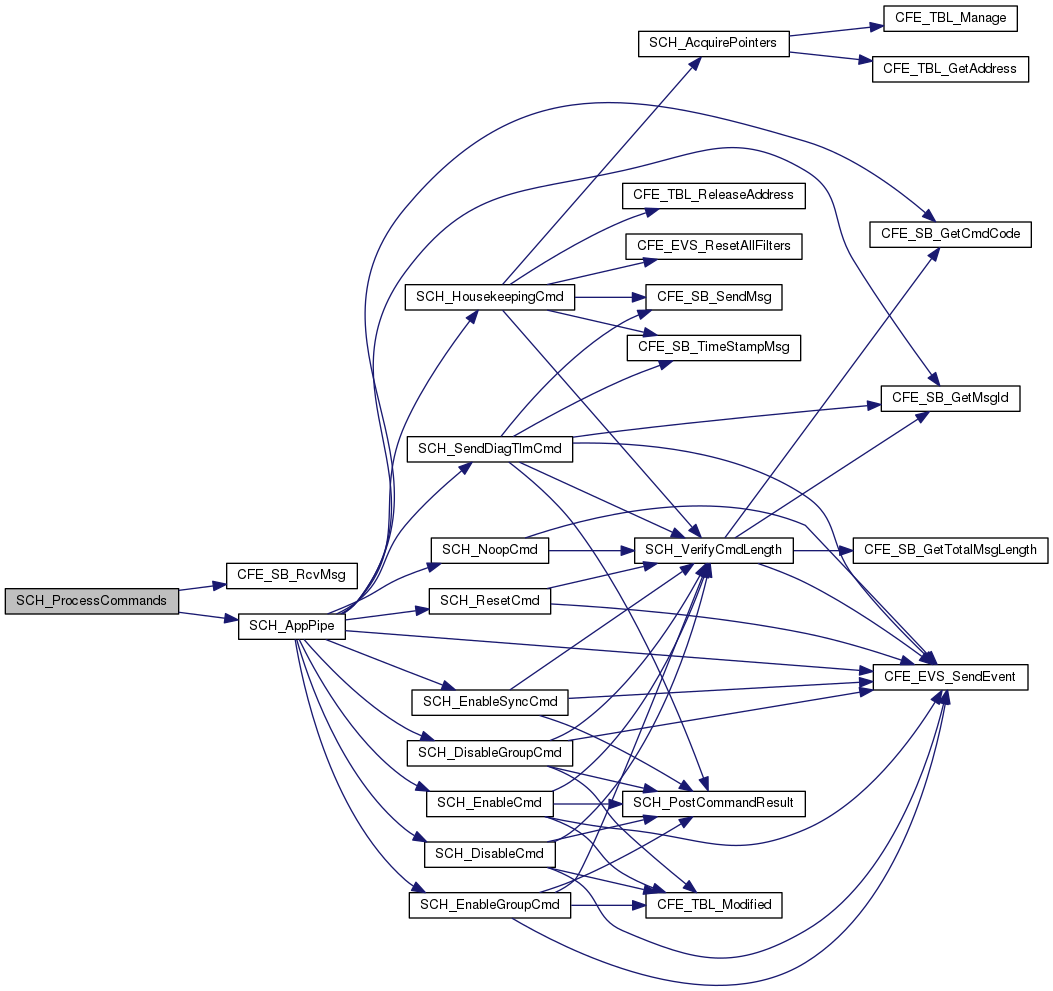 CFE_TBL_Manage
SCH_AcquirePointers
CFE_TBL_GetAddress
CFE_TBL_ReleaseAddress
CFE_SB_GetCmdCode
CFE_EVS_ResetAllFilters
SCH_HousekeepingCmd
CFE_SB_SendMsg
CFE_SB_TimeStampMsg
CFE_SB_GetMsgId
SCH_SendDiagTlmCmd
SCH_NoopCmd
SCH_VerifyCmdLength
CFE_SB_GetTotalMsgLength
CFE_SB_RcvMsg
SCH_ProcessCommands
SCH_ResetCmd
SCH_AppPipe
CFE_EVS_SendEvent
SCH_EnableSyncCmd
SCH_DisableGroupCmd
SCH_EnableCmd
SCH_PostCommandResult
SCH_DisableCmd
SCH_EnableGroupCmd
CFE_TBL_Modified